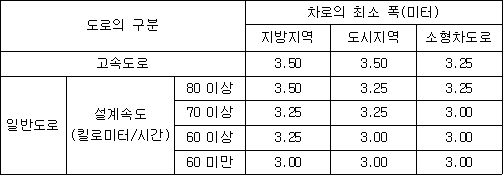 도로의 구분 차로의 최소 폭(미터)
지방지역 도시지역 소형차도로
고속도로 3.50 3.50 3.25
일반도로 설계속도 (킬로미터/시간) 80 이상 3.50 3.25 3.25
70 이상 3.25 3.25 3.00
60 이상 3.25 3.00 3.00
60 미만 3.00 3.00 3.00